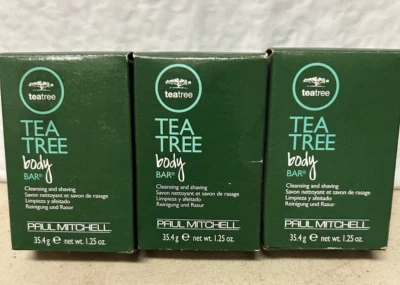 teatree
TEA
TREE
body
BAR®
Cleansing and shaving
Savon nettoyant et savon de rasage
Limpieza y afeitado
Reinigung und Rasur
PAUL MITCHELL
35.4 g ℮ net wt. 1.25 oz.
teatree
TEA
TREE
body
BAR®
Cleansing and shaving
Savon nettoyant et savon de rasage
Limpieza y afeitado
Reinigung und Rasur
PAUL MITCHELL
35.4 g ℮ net wt. 1.25 oz.
teatree
TEA
TREE
body
BAR®
Cleansing and shaving
Savon nettoyant et savon de rasage
Limpieza y afeitado
Reinigung und Rasur
PAUL MITCHELL
35.4 g ℮ net wt. 1.25 oz.